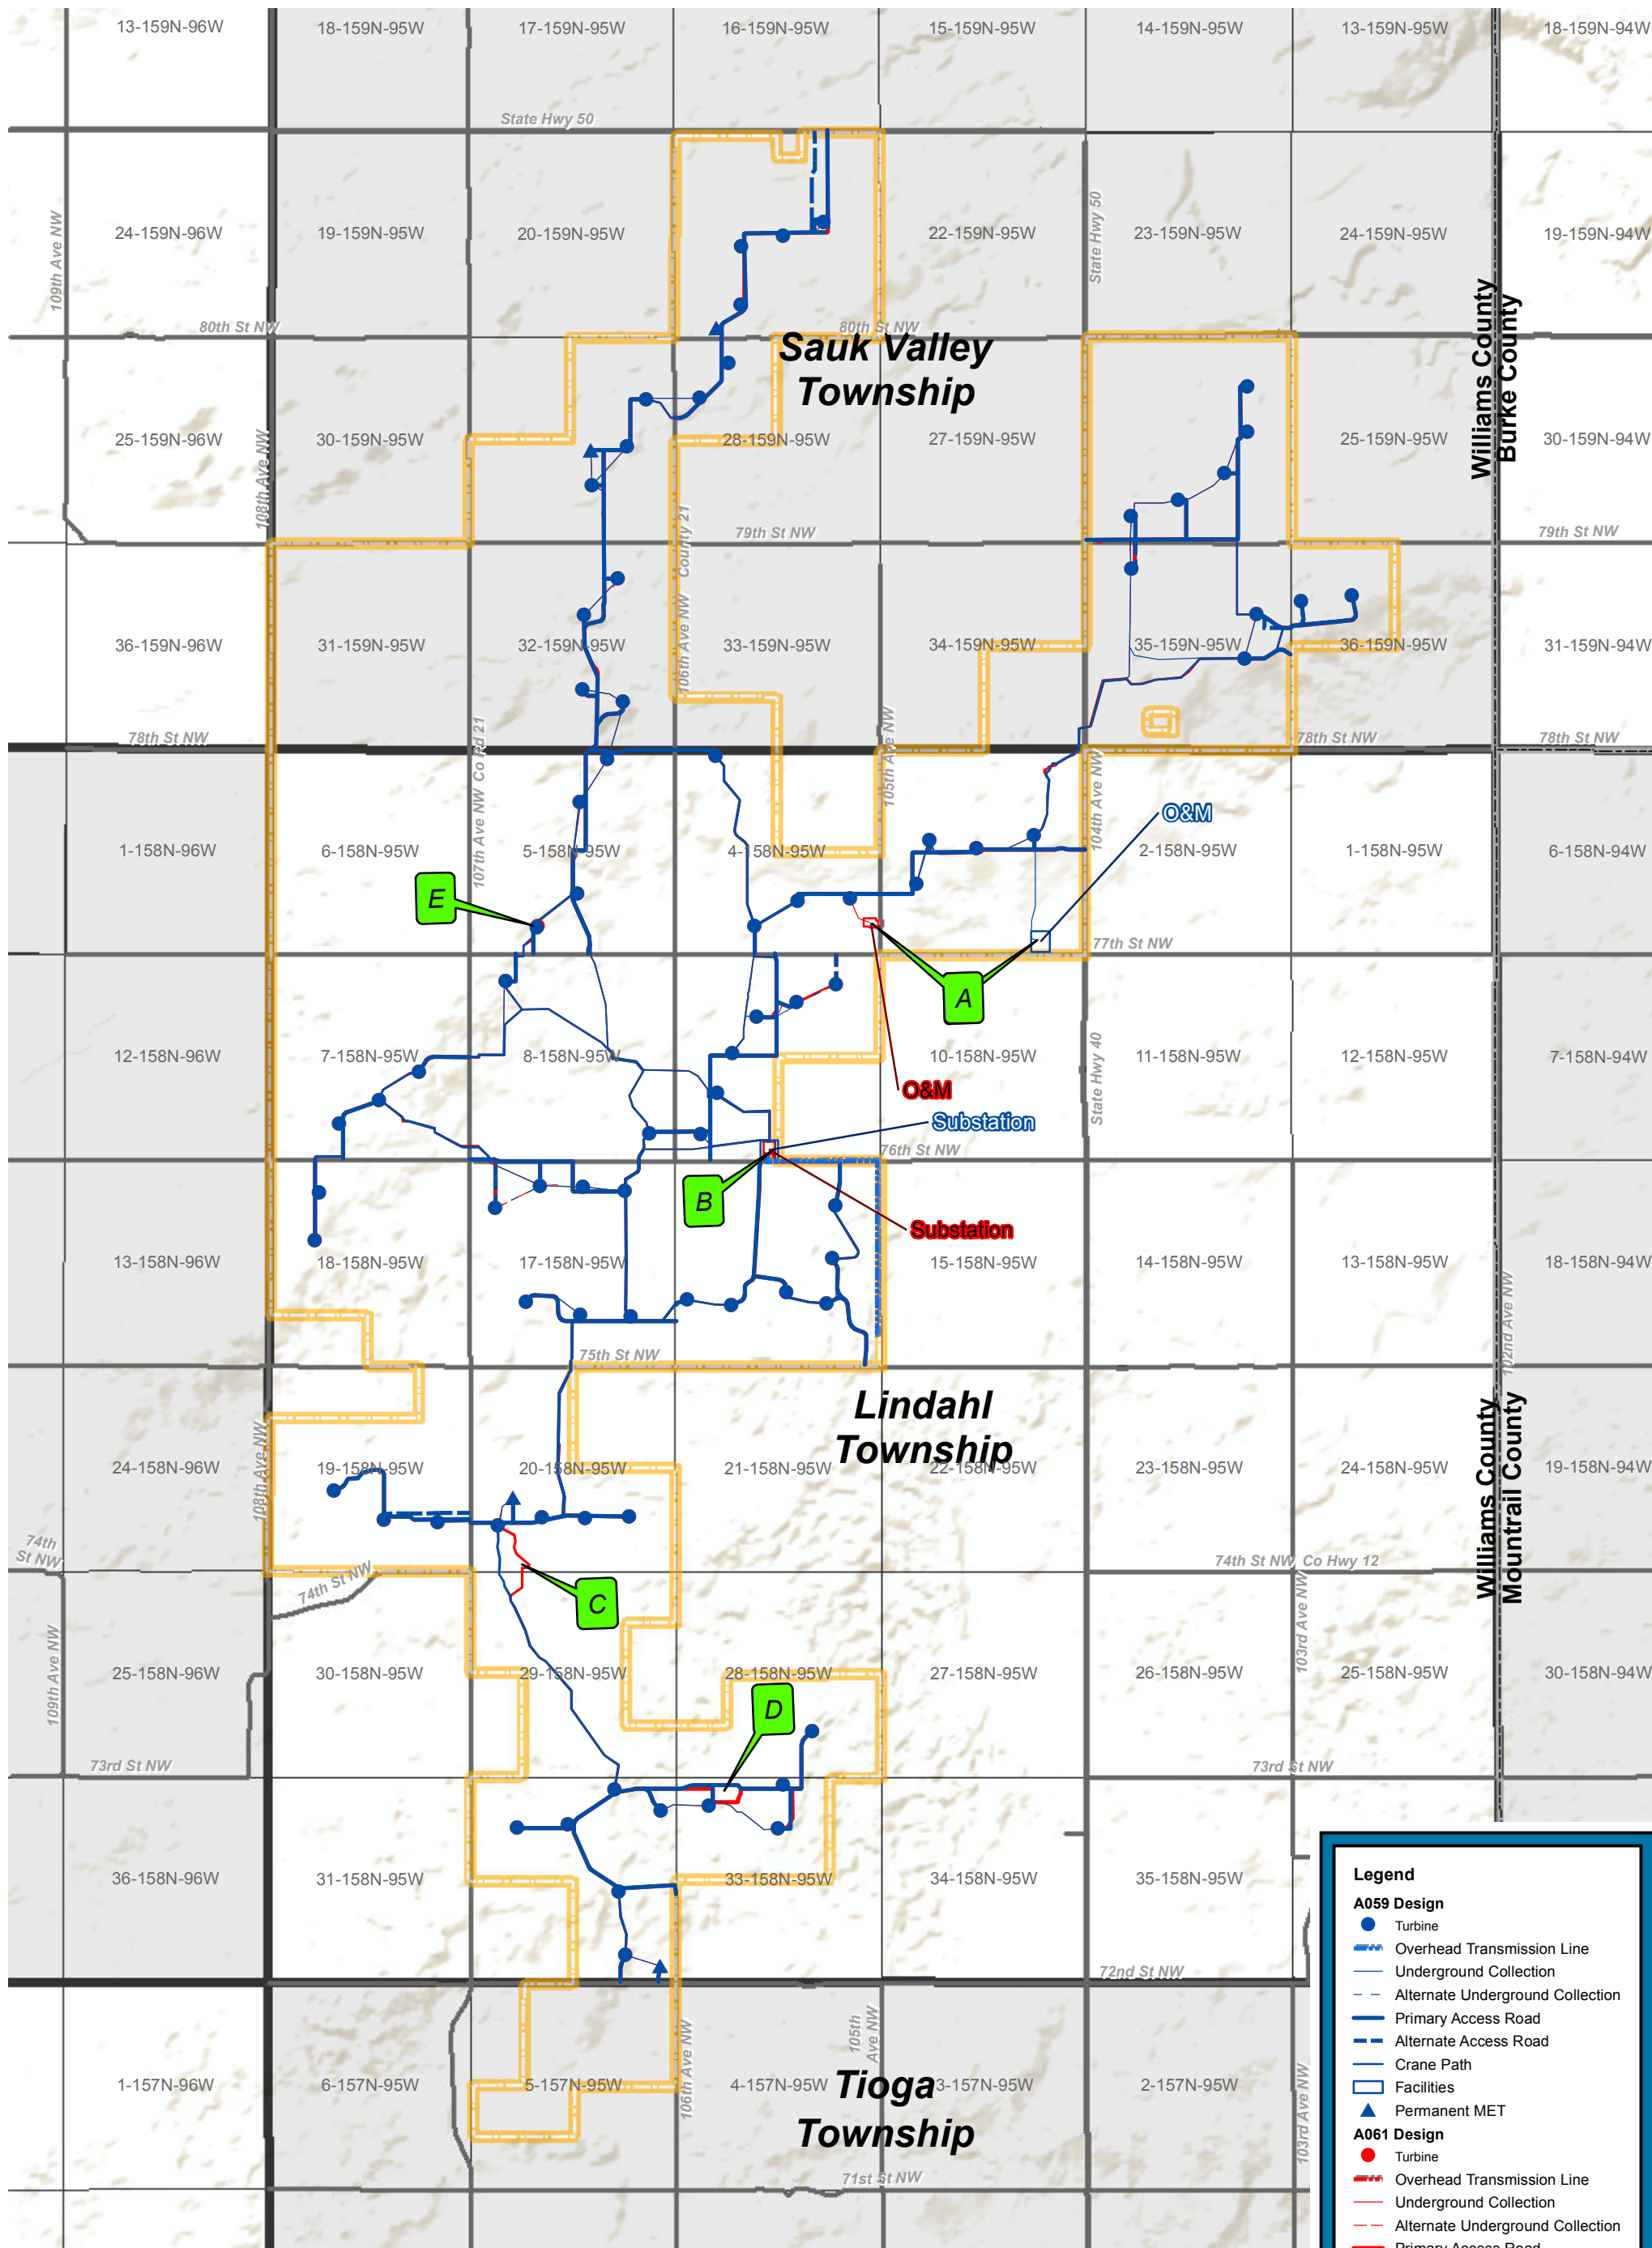 13-159N-96W
18-159N-95W
17-159N-95W
16-159N-95W
15-159N-95W
14-159N-95W
13-159N-95W
18-159N-94W
State Hwy 50
109th Ave NW
24-159N-96W
19-159N-95W
20-159N-95W
22-159N-95W
State Hwy 50
23-159N-95W
24-159N-95W
19-159N-94W
80th St NW
80th St NW
Sauk Valley
Township
Williams County
Burke County
25-159N-96W
108th Ave NW
30-159N-95W
28-159N-95W
27-159N-95W
25-159N-95W
30-159N-94W
79th St NW
79th St NW
106th Ave NW County 21
36-159N-96W
31-159N-95W
32-159N-95W
33-159N-95W
34-159N-95W
35-159N-95W
36-159N-95W
31-159N-94W
78th St NW
107th Ave NW Co Rd 21
105th Ave NW
104th Ave NW
78th St NW
78th St NW
O&M
1-158N-96W
6-158N-95W
5-158N-95W
4-158N-95W
2-158N-95W
1-158N-95W
6-158N-94W
E
77th St NW
A
12-158N-96W
7-158N-95W
8-158N-95W
10-158N-95W
State Hwy 40
11-158N-95W
12-158N-95W
7-158N-94W
O&M
Substation
76th St NW
B
Substation
13-158N-96W
18-158N-95W
17-158N-95W
15-158N-95W
14-158N-95W
13-158N-95W
18-158N-94W
102nd Ave NW
75th St NW
Lindahl
Township
Williams County
Mountrail County
24-158N-96W
108th Ave NW
19-158N-95W
20-158N-95W
21-158N-95W
22-158N-95W
23-158N-95W
24-158N-95W
19-158N-94W
74th
St NW
74th St NW
74th St NW Co Hwy 12
C
109th Ave NW
25-158N-96W
30-158N-95W
29-158N-95W
28-158N-95W
27-158N-95W
26-158N-95W
103rd Ave NW
25-158N-95W
30-158N-94W
D
73rd St NW
73rd St NW
36-158N-96W
31-158N-95W
33-158N-95W
34-158N-95W
35-158N-95W
72nd St NW
1-157N-96W
6-157N-95W
5-157N-95W
106th Ave NW
4-157N-95W
105th
Ave NW
3-157N-95W
2-157N-95W
103rd Ave NW
Tioga
Township
71st St NW
Legend
A059 Design
Turbine
Overhead Transmission Line
Underground Collection
Alternate Underground Collection
Primary Access Road
Alternate Access Road
Crane Path
Facilities
Permanent MET
A061 Design
Turbine
Overhead Transmission Line
Underground Collection
Alternate Underground Collection
Primary Access Road